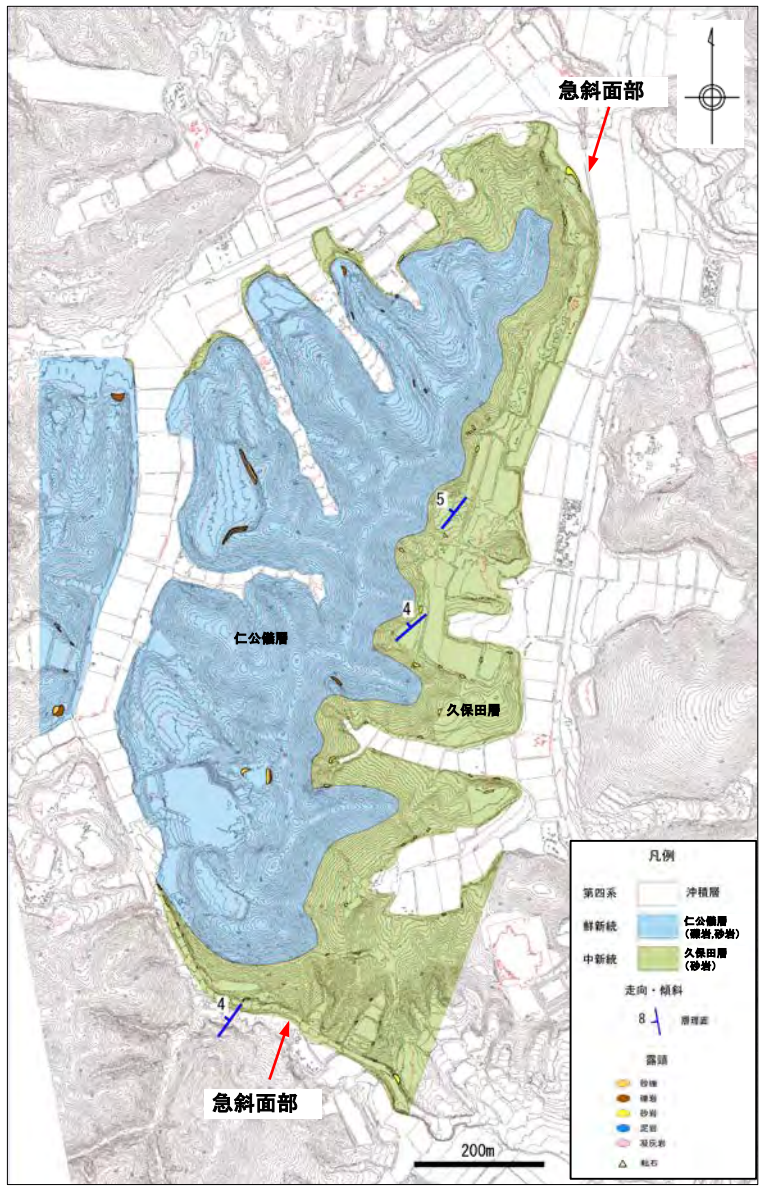 急斜面部
5
4
仁公儀層
久保田層
4
急斜面部
200m
凡例
第四系
沖積層
鮮新統
仁公儀層
(礫岩,砂岩)
中新統
久保田層
(砂岩)
走向・傾斜
8
層理面
露頭
砂礫
礫岩
砂岩
泥岩
凝灰岩
転石